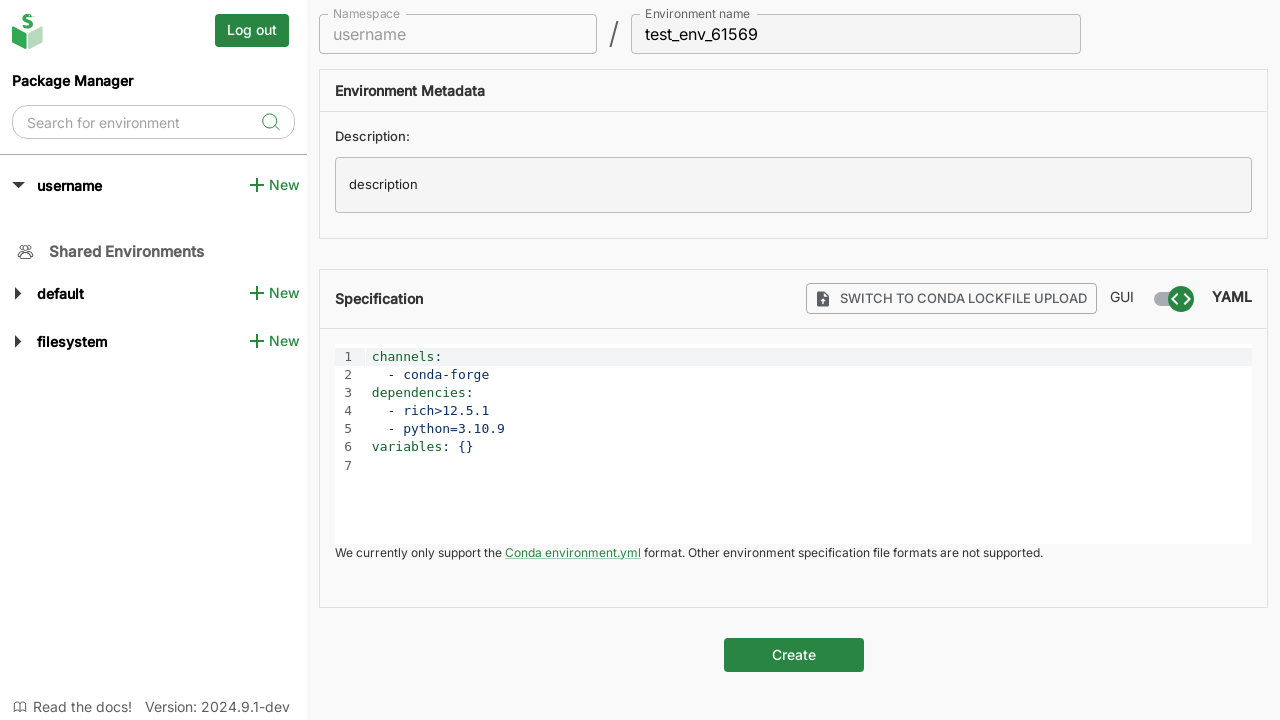 Log out
Package Manager
Search for environment
username
New
Shared Environments
default
New
filesystem
New
Read the docs!
Version: 2024.9.1-dev
Namespace
username
/
Environment name
test_env_61569
Environment Metadata
Description:
description
Specification
SWITCH TO CONDA LOCKFILE UPLOAD
GUI
YAML
1 channels:
2   - conda-forge
3 dependencies:
4   - rich>12.5.1
5   - python=3.10.9
6 variables: {}
7
We currently only support the Conda environment.yml format. Other environment specification file formats are not supported.
Create